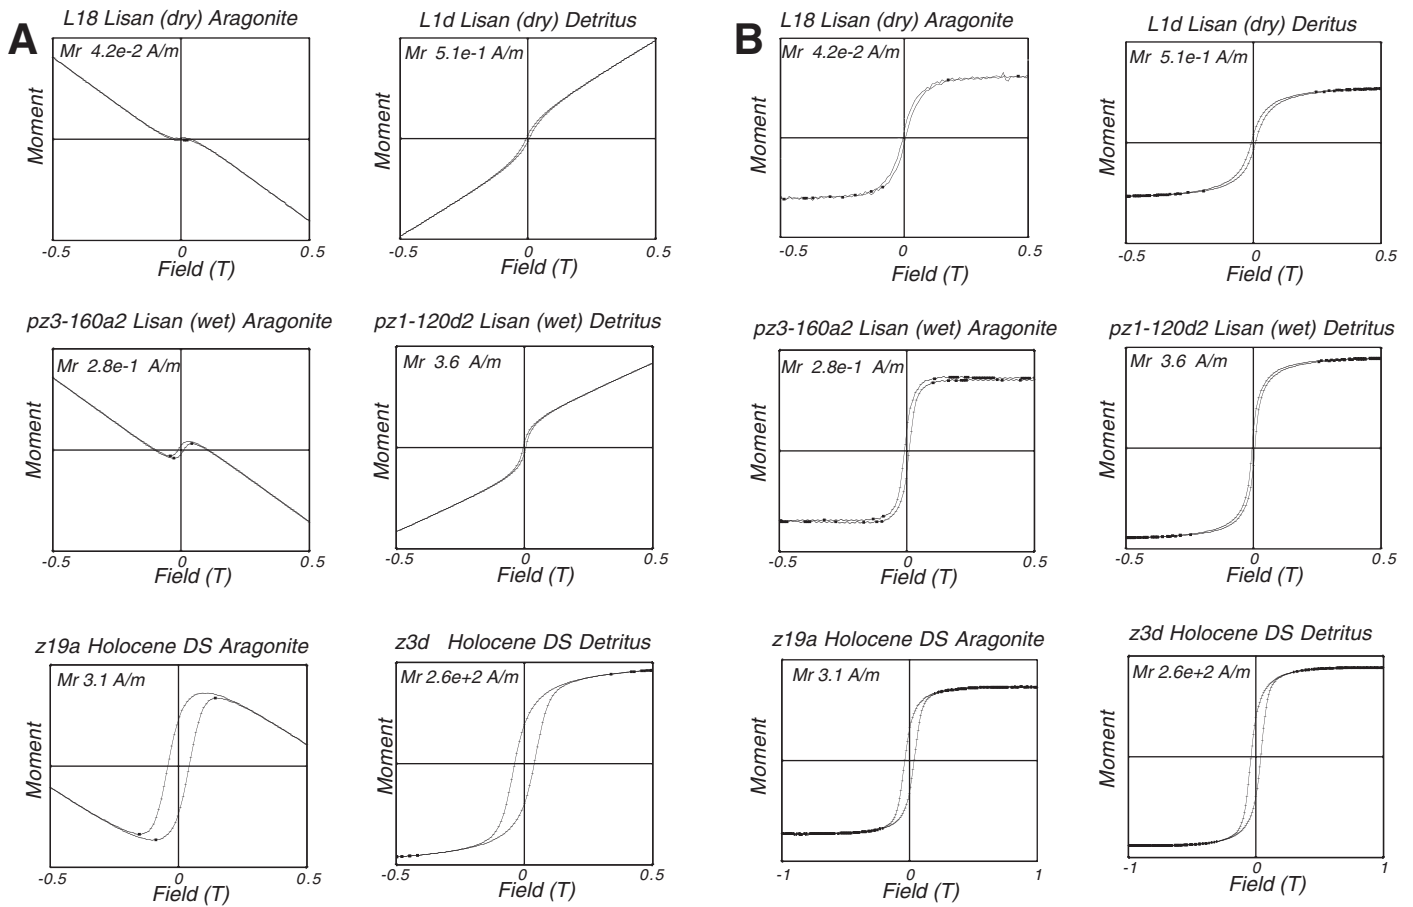 A
L18 Lisan (dry) Aragonite
Mr 4.2e-2 A/m
Moment
-0.5 0 0.5
Field (T)
L1d Lisan (dry) Detritus
Mr 5.1e-1 A/m
Moment
-0.5 0 0.5
Field (T)
pz3-160a2 Lisan (wet) Aragonite
Mr 2.8e-1 A/m
Moment
-0.5 0 0.5
Field (T)
pz1-120d2 Lisan (wet) Detritus
Mr 3.6 A/m
Moment
-0.5 0 0.5
Field (T)
z19a Holocene DS Aragonite
Mr 3.1 A/m
Moment
-0.5 0 0.5
Field (T)
z3d Holocene DS Detritus
Mr 2.6e+2 A/m
Moment
-0.5 0 0.5
Field (T)
B
L18 Lisan (dry) Aragonite
Mr 4.2e-2 A/m
Moment
-0.5 0 0.5
Field (T)
L1d Lisan (dry) Deritus
Mr 5.1e-1 A/m
Moment
-0.5 0 0.5
Field (T)
pz3-160a2 Lisan (wet) Aragonite
Mr 2.8e-1 A/m
Moment
-0.5 0 0.5
Field (T)
pz1-120d2 Lisan (wet) Detritus
Mr 3.6 A/m
Moment
-0.5 0 0.5
Field (T)
z19a Holocene DS Aragonite
Mr 3.1 A/m
Moment
-1 0 1
Field (T)
z3d Holocene DS Detritus
Mr 2.6e+2 A/m
Moment
-1 0 1
Field (T)